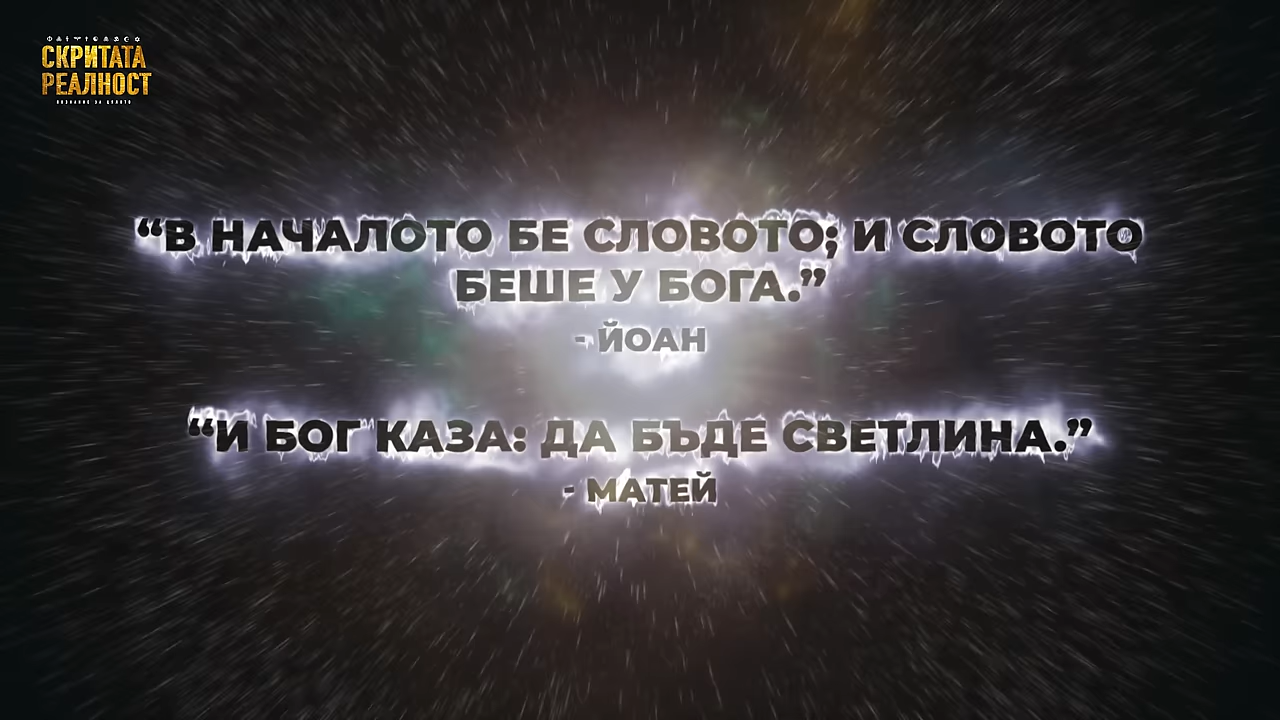 СКРИТАТА
РЕАЛНОСТ
“В НАЧАЛОТО БЕ СЛОВОТО; И СЛОВОТО
БЕШЕ У БОГА.”
- ЙОАН
“И БОГ КАЗА: ДА БЪДЕ СВЕТЛИНА.”
- МАТЕЙ